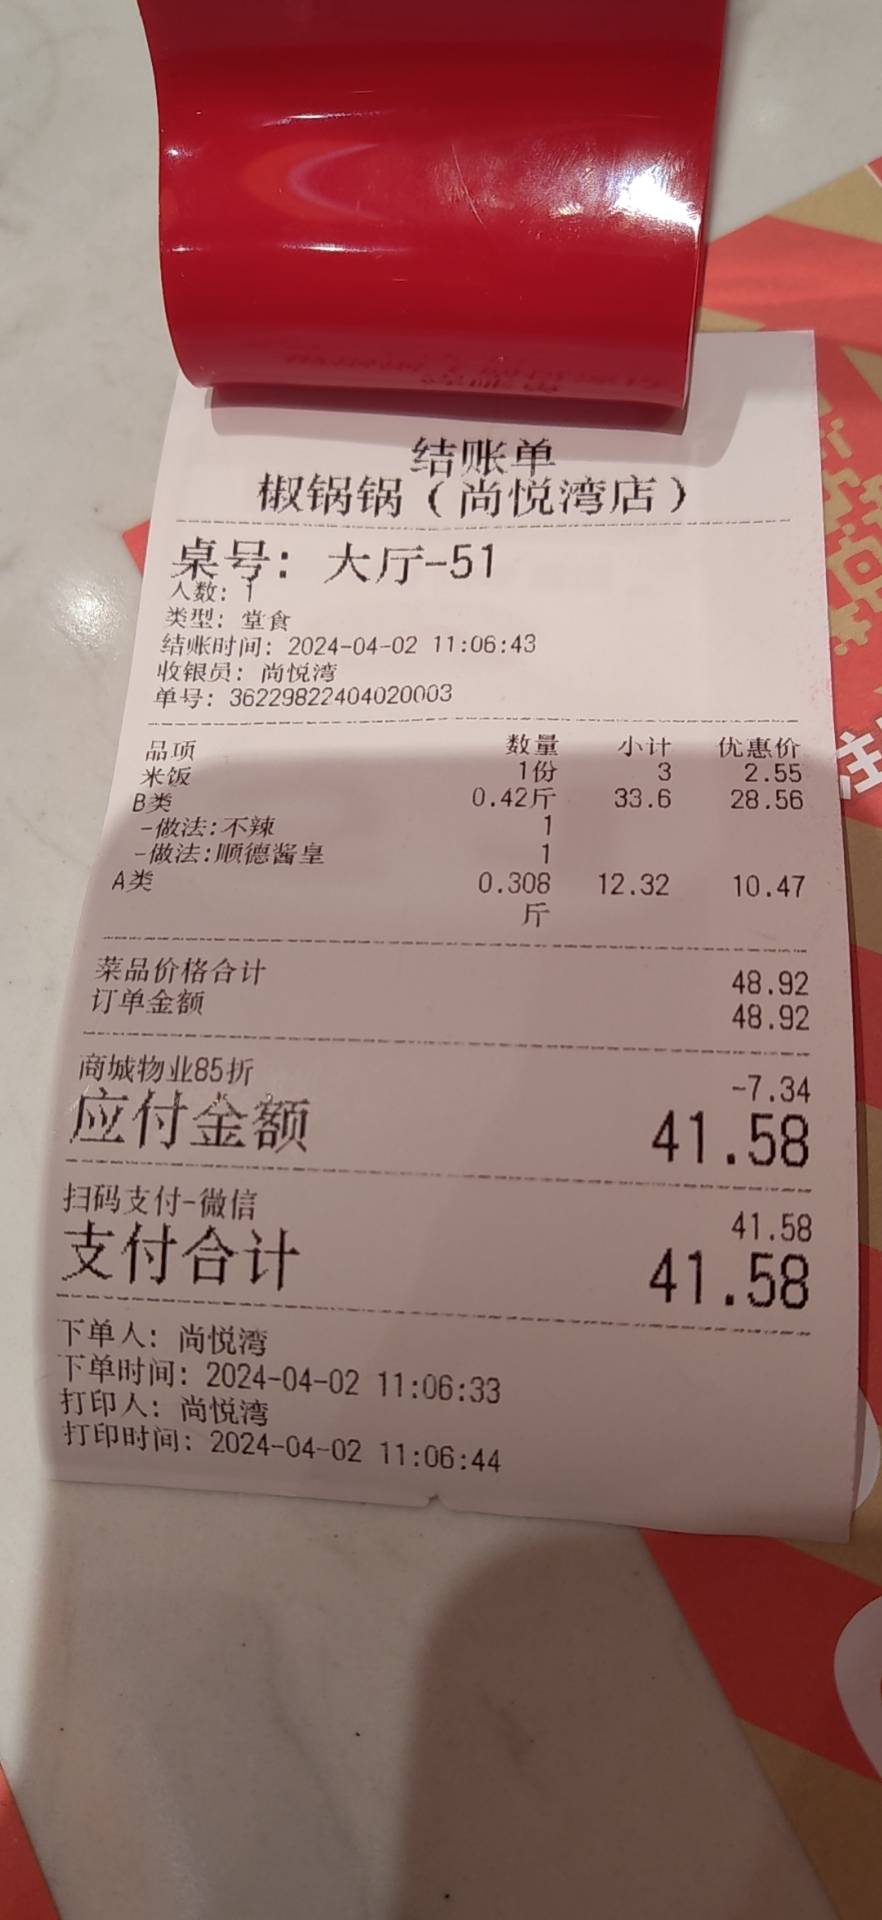 结账单
椒锅锅（尚悦湾店）
桌号：大厅-51
人数：1
类型：堂食
结账时间：2024-04-02 11:06:43
收银员：尚悦湾
单号：36229822404020003
品项 数量 小计 优惠价
米饭 1份 3 2.55
B类 0.42斤 33.6 28.56
-做法:不辣 1
-做法:顺德酱皇 1
A类 0.308 12.32 10.47
斤
菜品价格合计 48.92
订单金额 48.92
商城物业85折 -7.34
应付金额 41.58
扫码支付-微信 41.58
支付合计 41.58
下单人：尚悦湾
下单时间：2024-04-02 11:06:33
打印人：尚悦湾
打印时间：2024-04-02 11:06:44